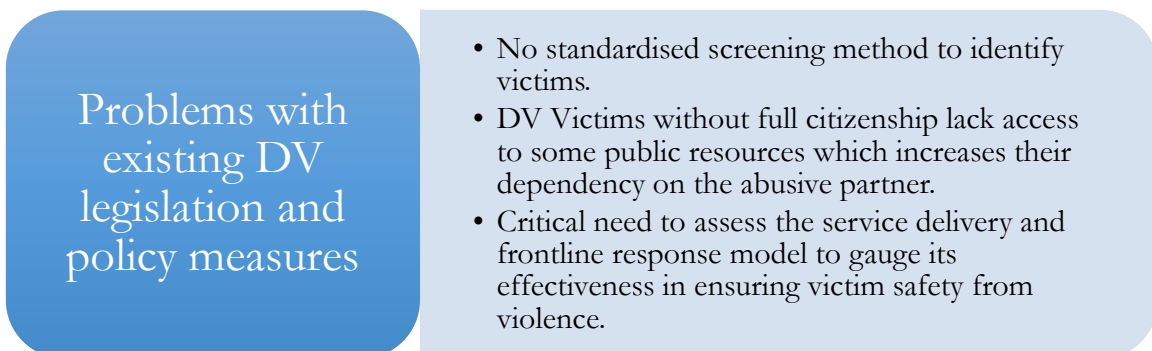 Problems with
existing DV
legislation and
policy measures
• No standardised screening method to identify
victims.
• DV Victims without full citizenship lack access
to some public resources which increases their
dependency on the abusive partner.
• Critical need to assess the service delivery and
frontline response model to gauge its
effectiveness in ensuring victim safety from
violence.